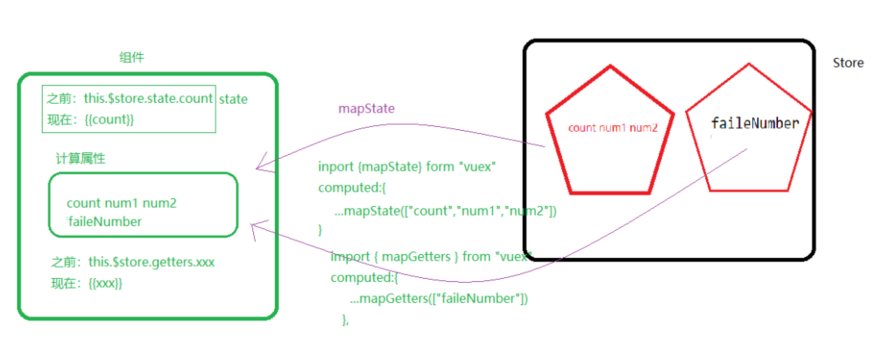 组件
之前：this.$store.state.count state
现在：{{count}}
计算属性
count num1 num2
faileNumber
之前：this.$store.getters.xxx
现在：{{xxx}}
mapState
inport {mapState} form "vuex"
computed:{
...mapState(["count","num1","num2"])
}
Import { mapGetters } from "vuex"
computed:{
...mapGetters(["faileNumber"])
},
count num1 num2
faileNumber
Store